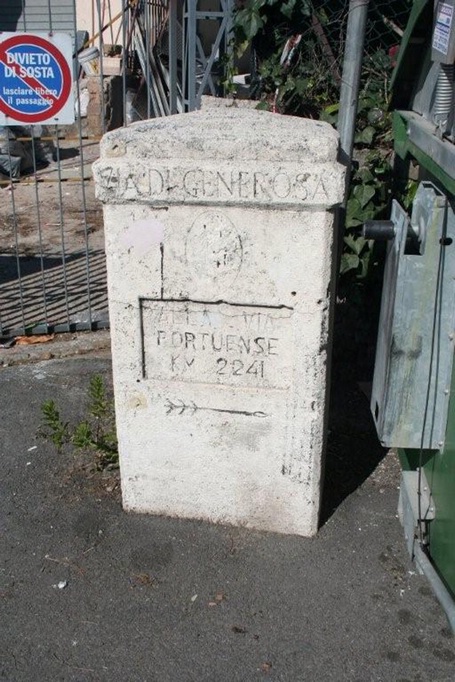 DIVIETO
DI SOSTA
lasciare libero
il passaggio
VIA DI GENEROSA
ALLA VIA
PORTUENSE
KM 2241